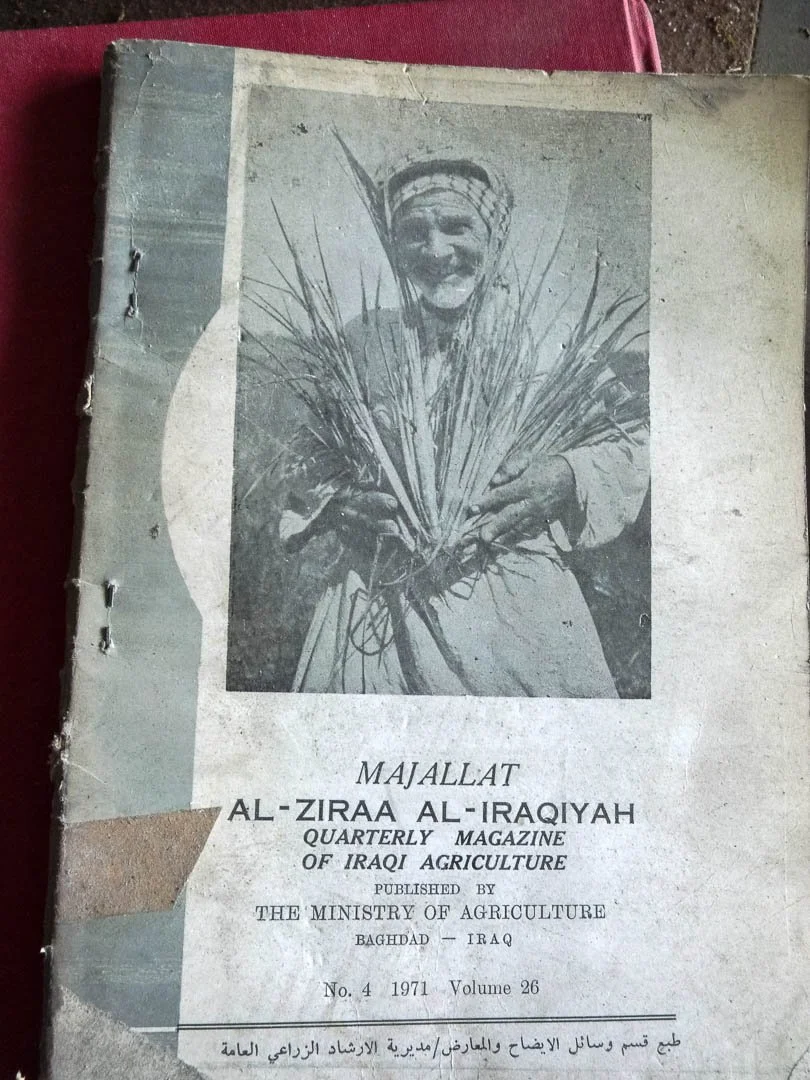 MAJALLAT
AL-ZIRAA AL-IRAQIYAH
QUARTERLY MAGAZINE
OF IRAQI AGRICULTURE
PUBLISHED BY
THE MINISTRY OF AGRICULTURE
BAGHDAD — IRAQ
No. 4 1971 Volume 26
طبع قسم وسائل الايضاح والمعارض/مديرية الارشاد الزراعي العامة